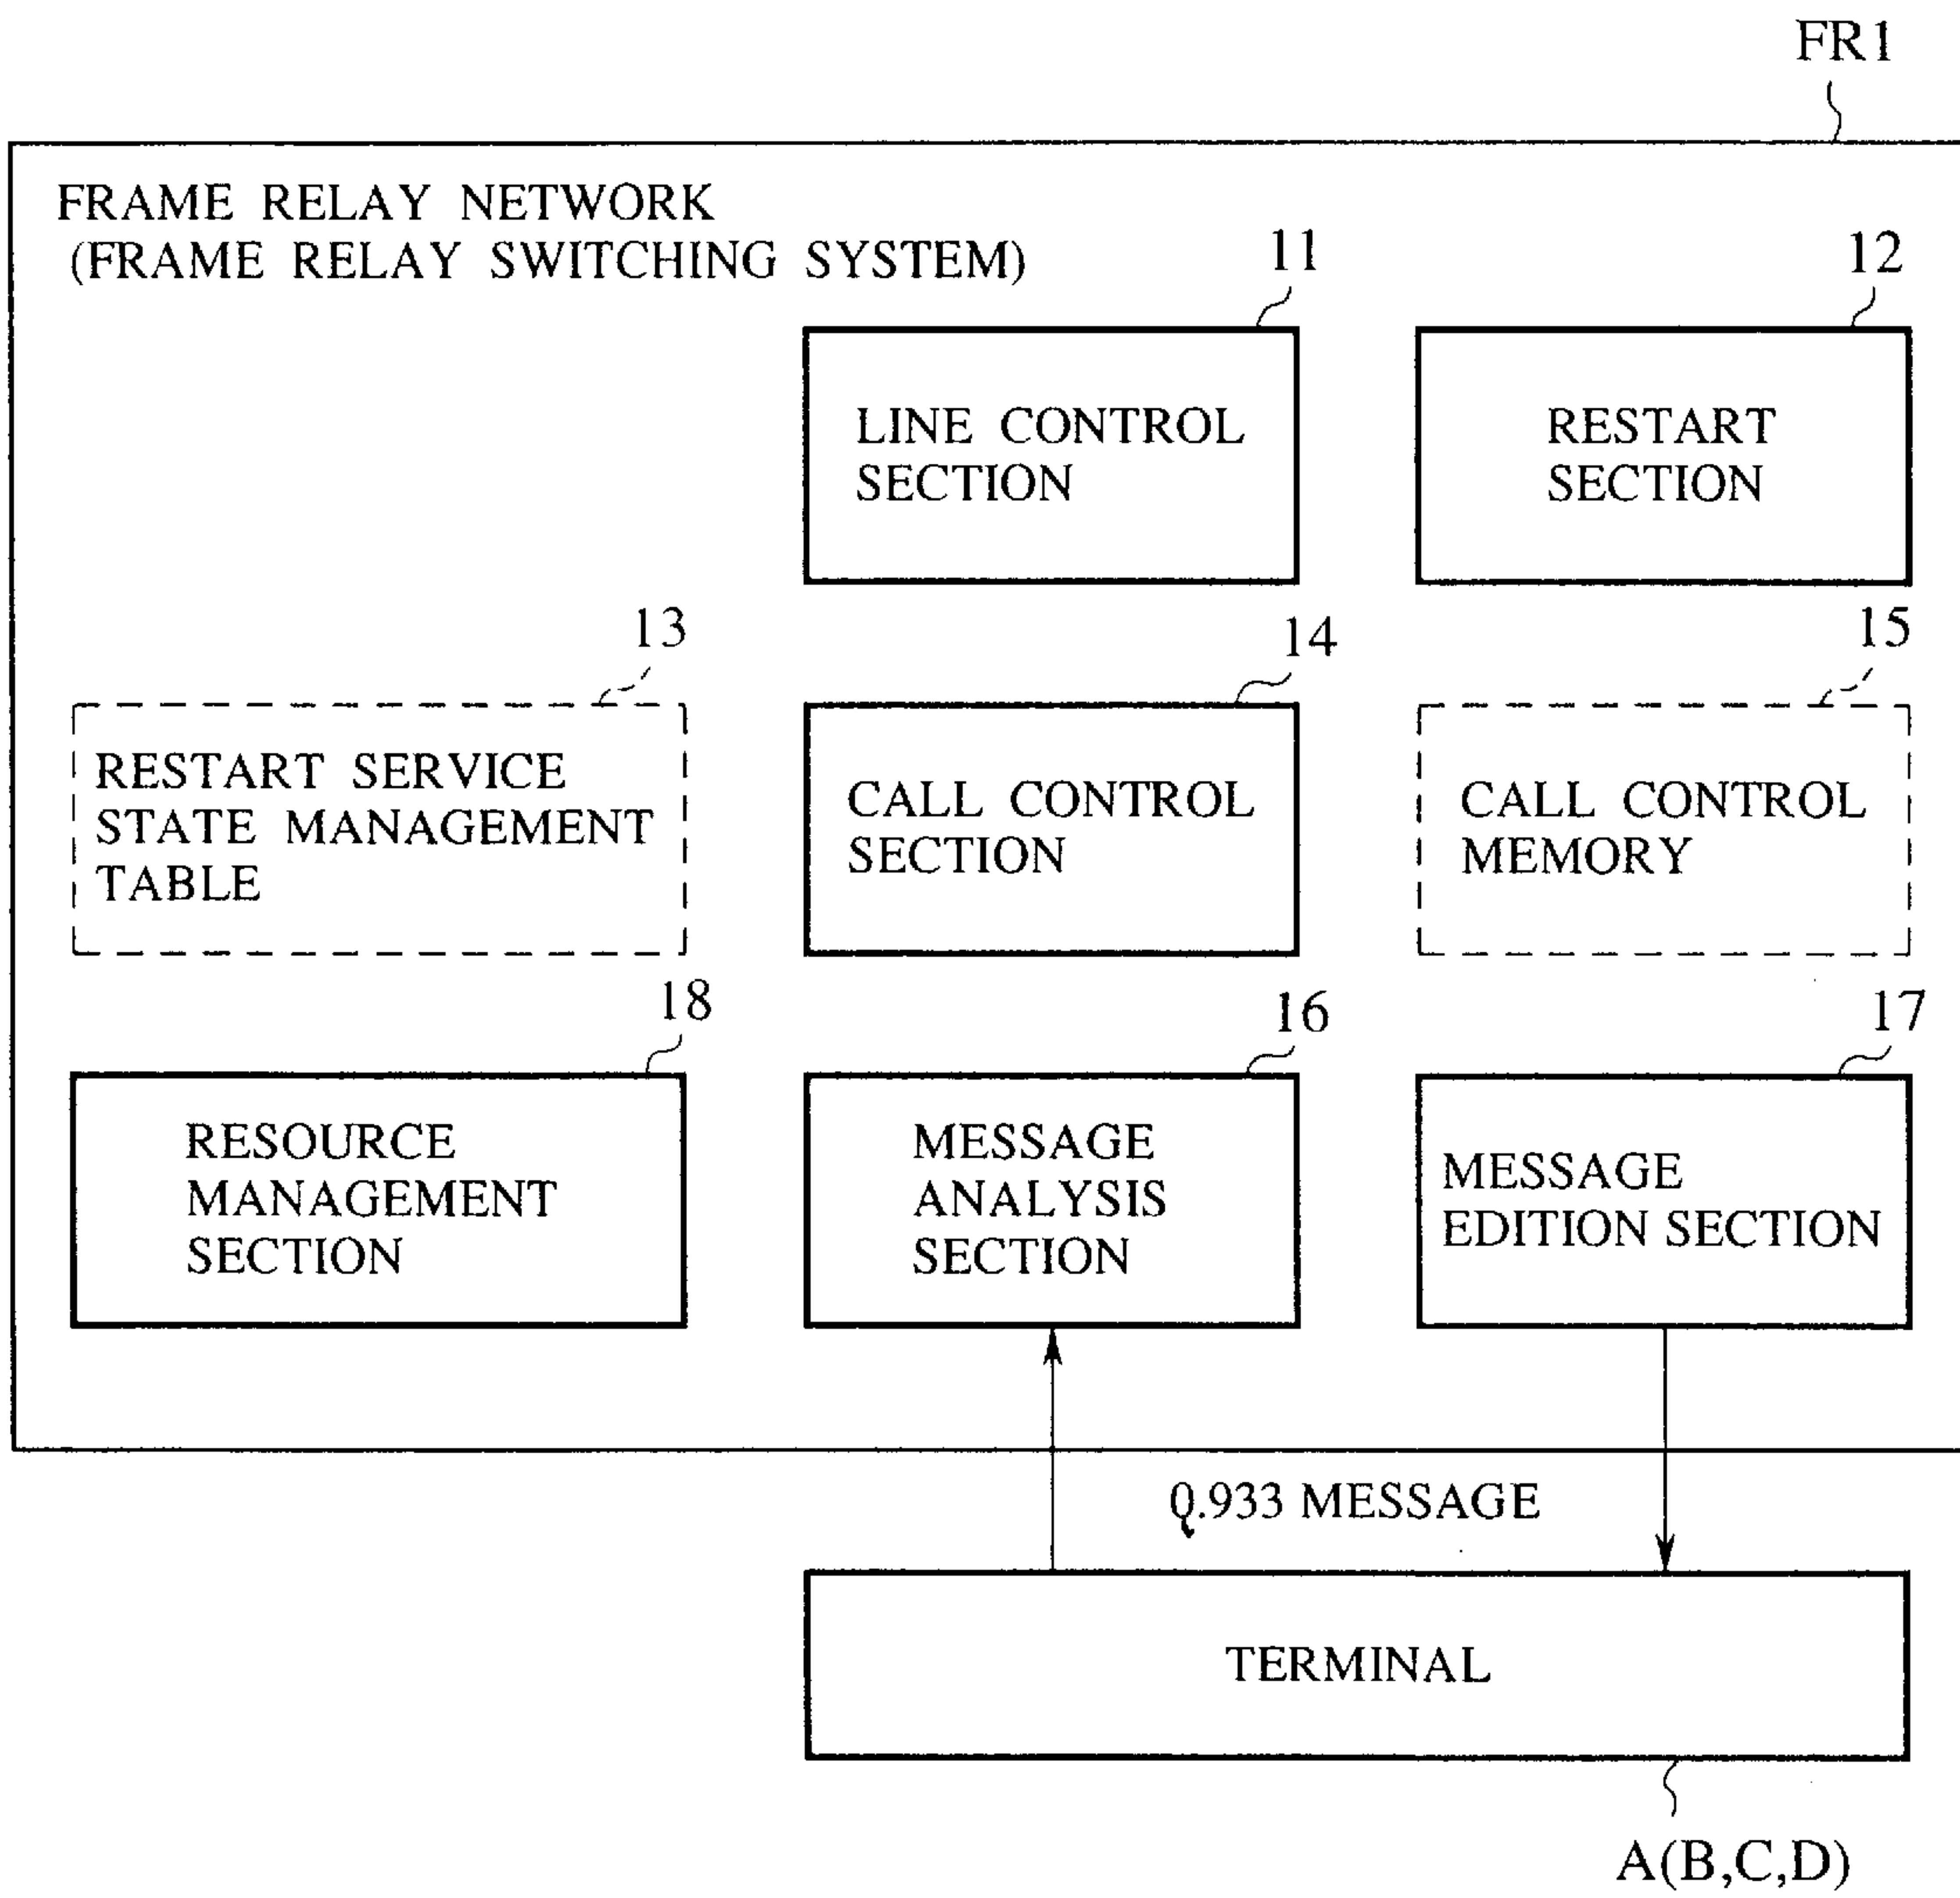 FR1
FRAME RELAY NETWORK
(FRAME RELAY SWITCHING SYSTEM)
11
12
LINE CONTROL
SECTION
RESTART
SECTION
13
14
15
RESTART SERVICE
STATE MANAGEMENT
TABLE
CALL CONTROL
SECTION
CALL CONTROL
MEMORY
18
16
17
RESOURCE
MANAGEMENT
SECTION
MESSAGE
ANALYSIS
SECTION
MESSAGE
EDITION SECTION
Q.933 MESSAGE
TERMINAL
A(B,C,D)